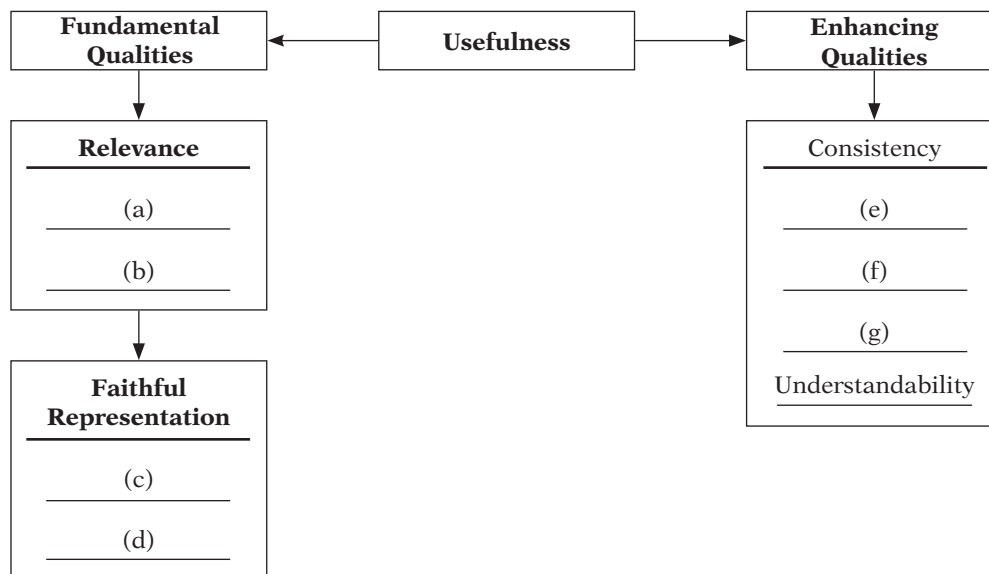 Fundamental
Qualities
Usefulness
Enhancing
Qualities
Relevance
(a)
(b)
Faithful
Representation
(c)
(d)
Consistency
(e)
(f)
(g)
Understandability